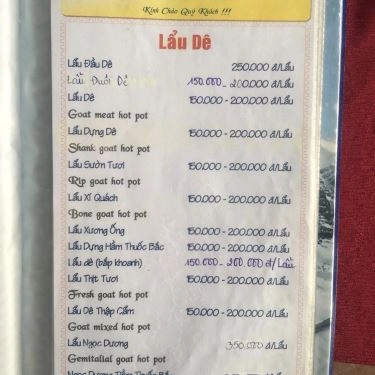 Kính Chào Quý Khách !!!
Lẩu Dê
Lẩu Đầu Dê 250.000 đ/Lẩu
Lẩu Đuôi Dê 150.000 - 200.000 đ/Lẩu
Lẩu Dê 150.000 - 200.000 đ/Lẩu
Goat meat hot pot
Lẩu Dựng Dê 150.000 - 200.000 đ/Lẩu
Shank goat hot pot
Lẩu Sườn Tươi 150.000 - 200.000 đ/Lẩu
Rip goat hot pot
Lẩu Xí Quách 150.000 - 200.000 đ/Lẩu
Bone goat hot pot
Lẩu Xương Ống 150.000 - 200.000 đ/Lẩu
Lẩu Dựng Hầm Thuốc Bắc 150.000 - 200.000 đ/Lẩu
Lẩu dê (bắp khoanh) 150.000 - 200.000 đ/Lẩu
Lẩu Thịt Tươi 150.000 - 200.000 đ/Lẩu
Fresh goat hot pot
Lẩu Dê Thập Cẩm 150.000 - 200.000 đ/Lẩu
Goat mixed hot pot
Lẩu Ngọc Dương 350.000 đ/Lẩu
Gemitalial goat hot pot
Ngọc Dương Tiềm Thuốc